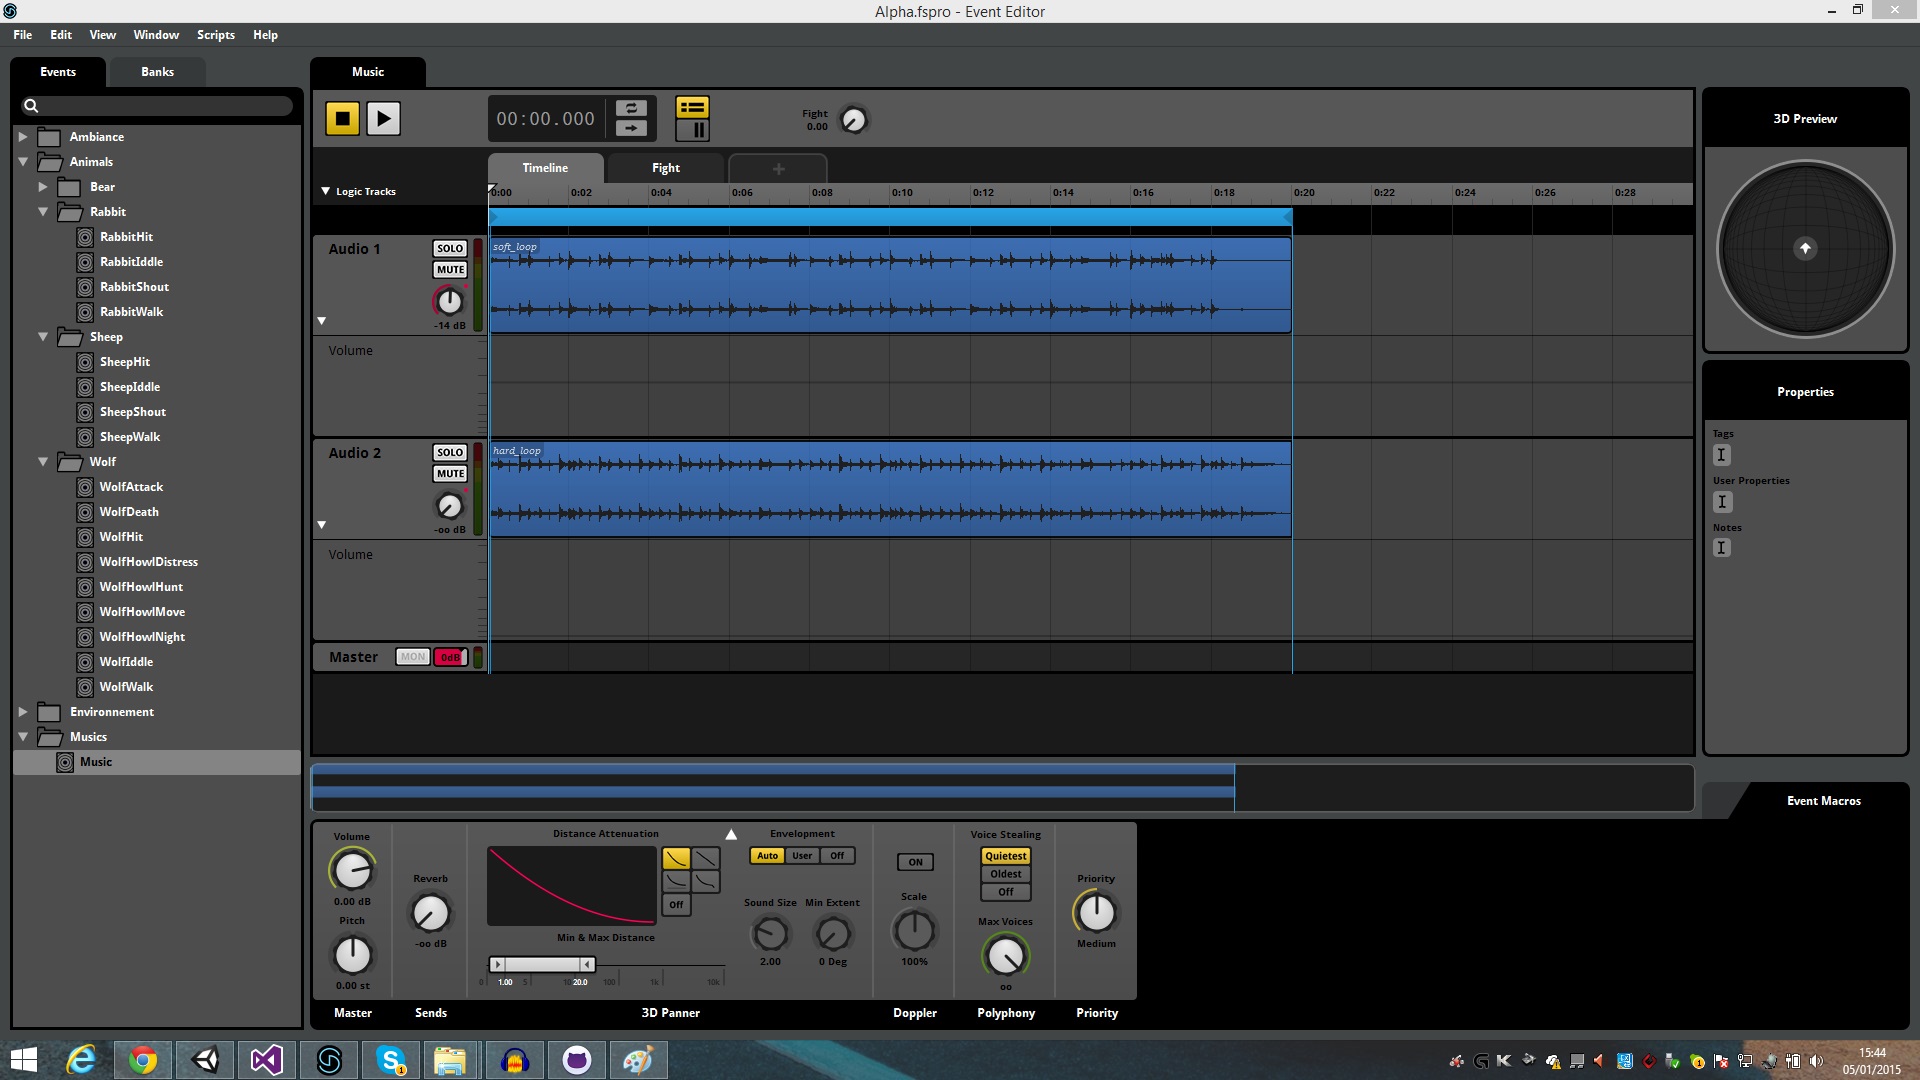 Alpha.fspro - Event Editor
File Edit View Window Scripts Help
Events Banks
Music
Ambiance
Animals
Bear
Rabbit
RabbitHit
RabbitIddle
RabbitShout
RabbitWalk
Sheep
SheepHit
SheepIddle
SheepShout
SheepWalk
Wolf
WolfAttack
WolfDeath
WolfHit
WolfHowlDistress
WolfHowlHunt
WolfHowlMove
WolfHowlNight
WolfIddle
WolfWalk
Environnement
Musics
Music
00:00.000
Fight
0.00
Timeline Fight +
Logic Tracks
0:00 0:02 0:04 0:06 0:08 0:10 0:12 0:14 0:16 0:18 0:20 0:22 0:24 0:26 0:28
Audio 1
SOLO
MUTE
-14 dB
soft_loop
Volume
Audio 2
SOLO
MUTE
-oo dB
hard_loop
Volume
Master MON 0dB
3D Preview
Properties
Tags
User Properties
Notes
Event Macros
Volume
0.00 dB
Pitch
0.00 st
Master
Reverb
-oo dB
Sends
Distance Attenuation
Off
Min & Max Distance
0 1.00 5 10 20.0 100 1k 10k
Envelopment
Auto User Off
Sound Size Min Extent
2.00 0 Deg
3D Panner
ON
Scale
100%
Doppler
Voice Stealing
Quietest
Oldest
Off
Max Voices
oo
Polyphony
Priority
Medium
Priority
15:44
05/01/2015